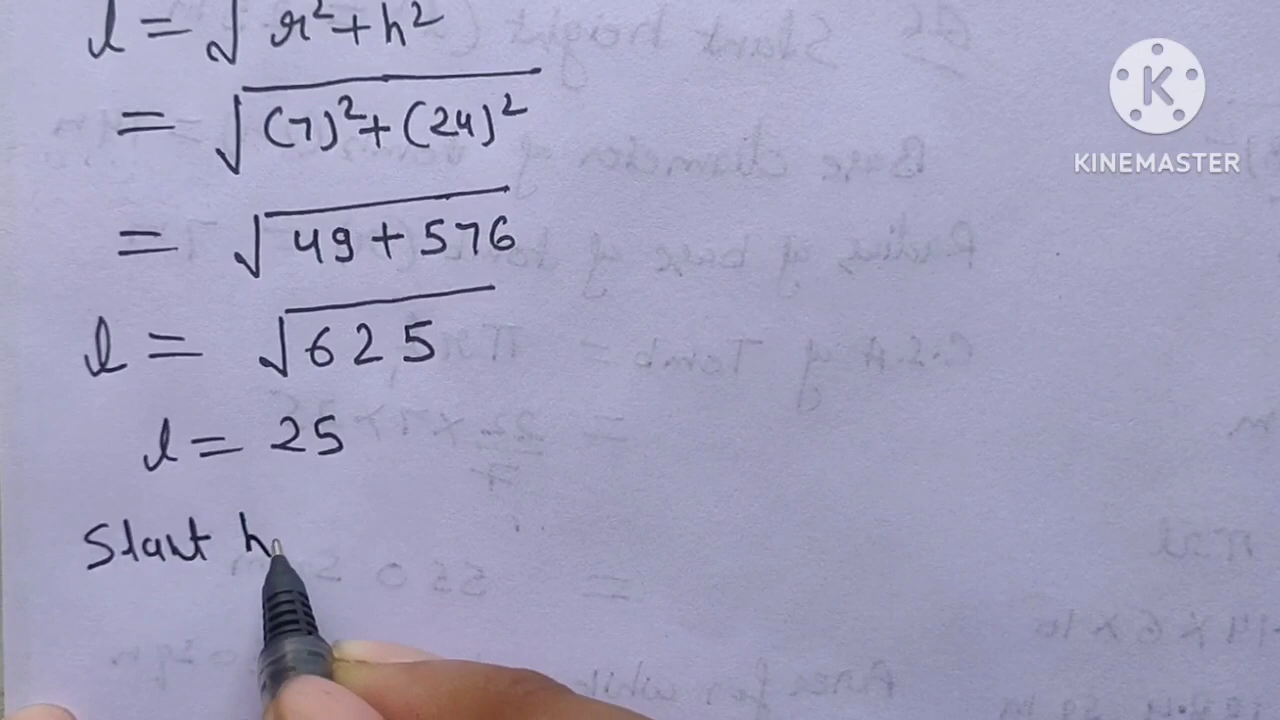 l = √r²+h²
= √(7)²+(24)²
= √49+576
l = √625
l = 25
Slant h
KINEMASTER